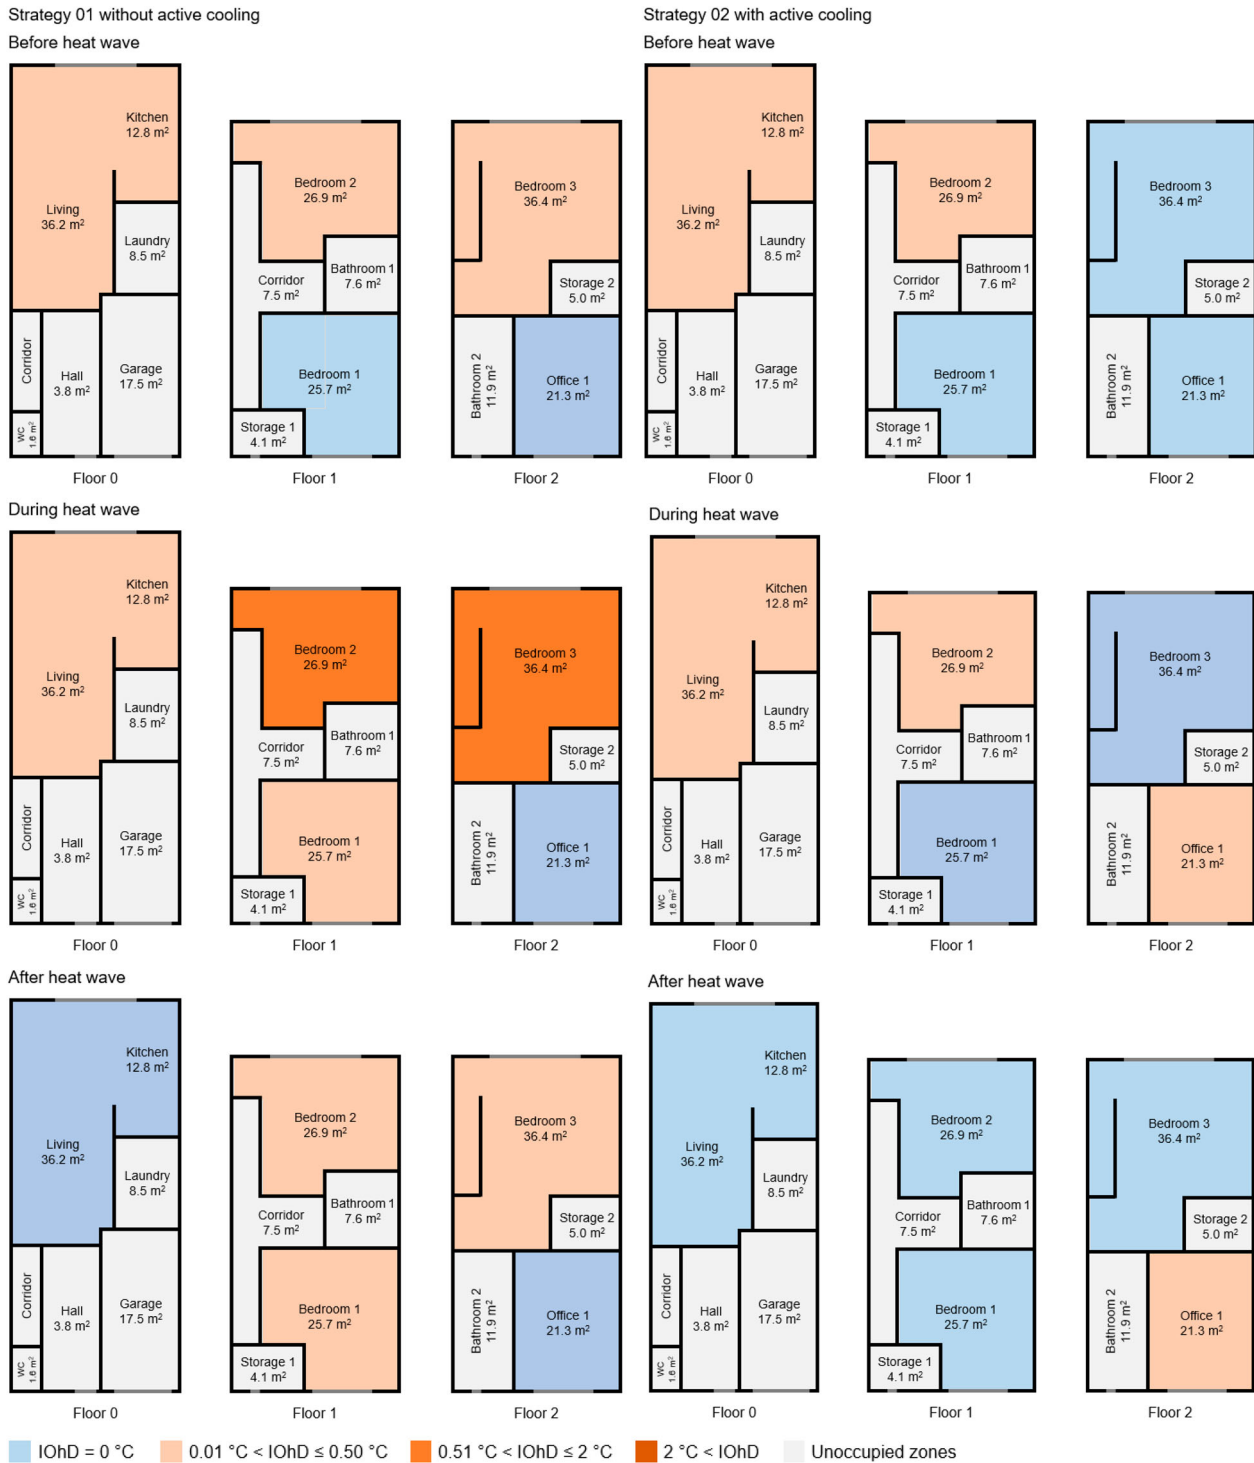 Strategy 01 without active cooling
Before heat wave
Kitchen
12.8 m²
Living
36.2 m²
Laundry
8.5 m²
Corridor
Hall
3.8 m²
Garage
17.5 m²
WC
1.6 m²
Floor 0
Bedroom 2
26.9 m²
Corridor
7.5 m²
Bathroom 1
7.6 m²
Bedroom 1
25.7 m²
Storage 1
4.1 m²
Floor 1
Bedroom 3
36.4 m²
Storage 2
5.0 m²
Bathroom 2
11.9 m²
Office 1
21.3 m²
Floor 2
Strategy 02 with active cooling
Before heat wave
Kitchen
12.8 m²
Living
36.2 m²
Laundry
8.5 m²
Corridor
Hall
3.8 m²
Garage
17.5 m²
WC
1.6 m²
Floor 0
Bedroom 2
26.9 m²
Corridor
7.5 m²
Bathroom 1
7.6 m²
Bedroom 1
25.7 m²
Storage 1
4.1 m²
Floor 1
Bedroom 3
36.4 m²
Storage 2
5.0 m²
Bathroom 2
11.9 m²
Office 1
21.3 m²
Floor 2
During heat wave
Kitchen
12.8 m²
Living
36.2 m²
Laundry
8.5 m²
Corridor
Hall
3.8 m²
Garage
17.5 m²
WC
1.6 m²
Floor 0
Bedroom 2
26.9 m²
Corridor
7.5 m²
Bathroom 1
7.6 m²
Bedroom 1
25.7 m²
Storage 1
4.1 m²
Floor 1
Bedroom 3
36.4 m²
Storage 2
5.0 m²
Bathroom 2
11.9 m²
Office 1
21.3 m²
Floor 2
During heat wave
Kitchen
12.8 m²
Living
36.2 m²
Laundry
8.5 m²
Corridor
Hall
3.8 m²
Garage
17.5 m²
WC
1.6 m²
Floor 0
Bedroom 2
26.9 m²
Corridor
7.5 m²
Bathroom 1
7.6 m²
Bedroom 1
25.7 m²
Storage 1
4.1 m²
Floor 1
Bedroom 3
36.4 m²
Storage 2
5.0 m²
Bathroom 2
11.9 m²
Office 1
21.3 m²
Floor 2
After heat wave
Kitchen
12.8 m²
Living
36.2 m²
Laundry
8.5 m²
Corridor
Hall
3.8 m²
Garage
17.5 m²
WC
1.6 m²
Floor 0
Bedroom 2
26.9 m²
Corridor
7.5 m²
Bathroom 1
7.6 m²
Bedroom 1
25.7 m²
Storage 1
4.1 m²
Floor 1
Bedroom 3
36.4 m²
Storage 2
5.0 m²
Bathroom 2
11.9 m²
Office 1
21.3 m²
Floor 2
After heat wave
Kitchen
12.8 m²
Living
36.2 m²
Laundry
8.5 m²
Corridor
Hall
3.8 m²
Garage
17.5 m²
WC
1.6 m²
Floor 0
Bedroom 2
26.9 m²
Corridor
7.5 m²
Bathroom 1
7.6 m²
Bedroom 1
25.7 m²
Storage 1
4.1 m²
Floor 1
Bedroom 3
36.4 m²
Storage 2
5.0 m²
Bathroom 2
11.9 m²
Office 1
21.3 m²
Floor 2
IOhD = 0 °C
0.01 °C < IOhD ≤ 0.50 °C
0.51 °C < IOhD ≤ 2 °C
2 °C < IOhD
Unoccupied zones